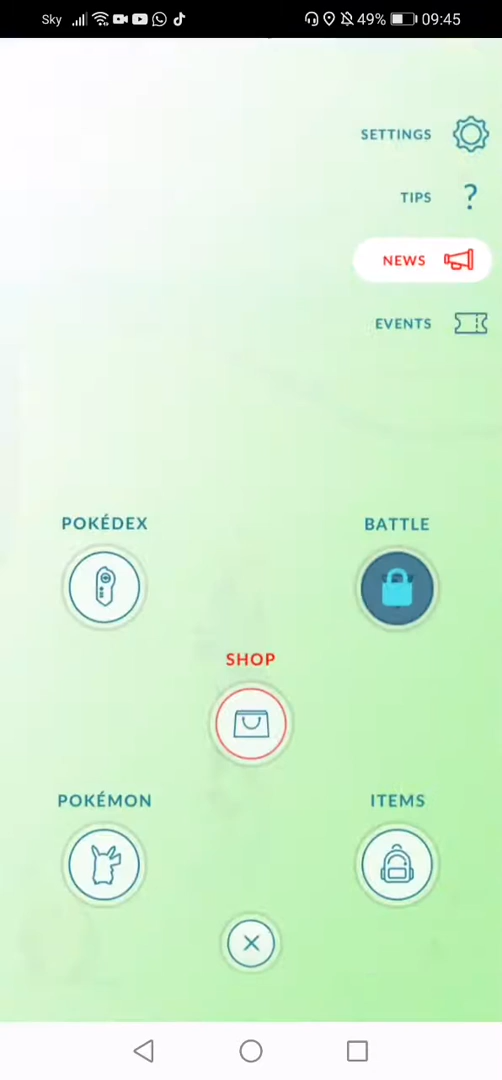 Sky 49% 09:45
SETTINGS
TIPS ?
NEWS
EVENTS
POKÉDEX
BATTLE
SHOP
POKÉMON
ITEMS